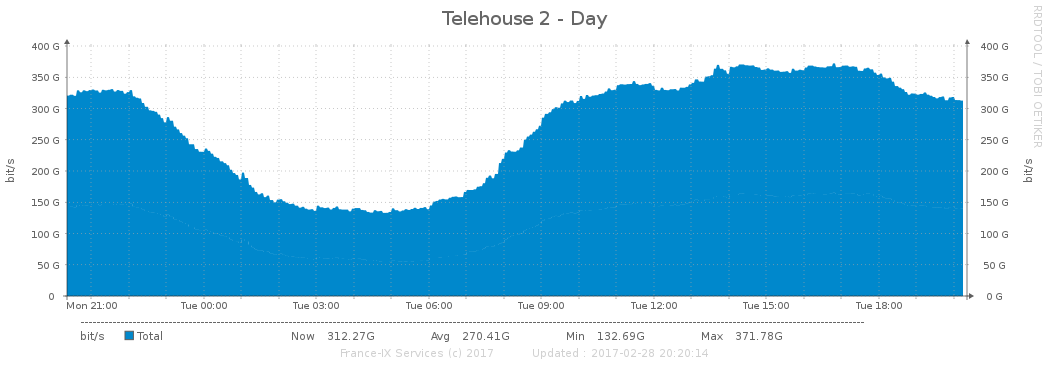 Telehouse 2 - Day
RRDTOOL / TOBI OETIKER
bit/s
bit/s
400 G 400 G
350 G 350 G
300 G 300 G
250 G 250 G
200 G 200 G
150 G 150 G
100 G 100 G
50 G 50 G
0 0 G
Mon 21:00 Tue 00:00 Tue 03:00 Tue 06:00 Tue 09:00 Tue 12:00 Tue 15:00 Tue 18:00
bit/s Total Now 312.27G Avg 270.41G Min 132.69G Max 371.78G
France-IX Services (c) 2017 Updated : 2017-02-28 20:20:14